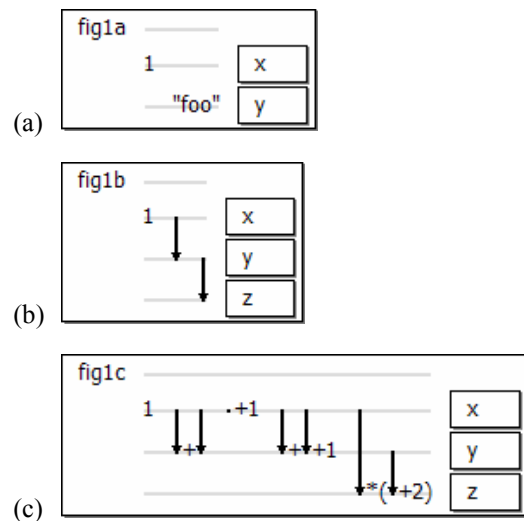 fig1a
1 x
"foo" y
(a)
fig1b
1 x
y
z
(b)
fig1c
1 · +1 x
+ + +1 y
*( +2) z
(c)